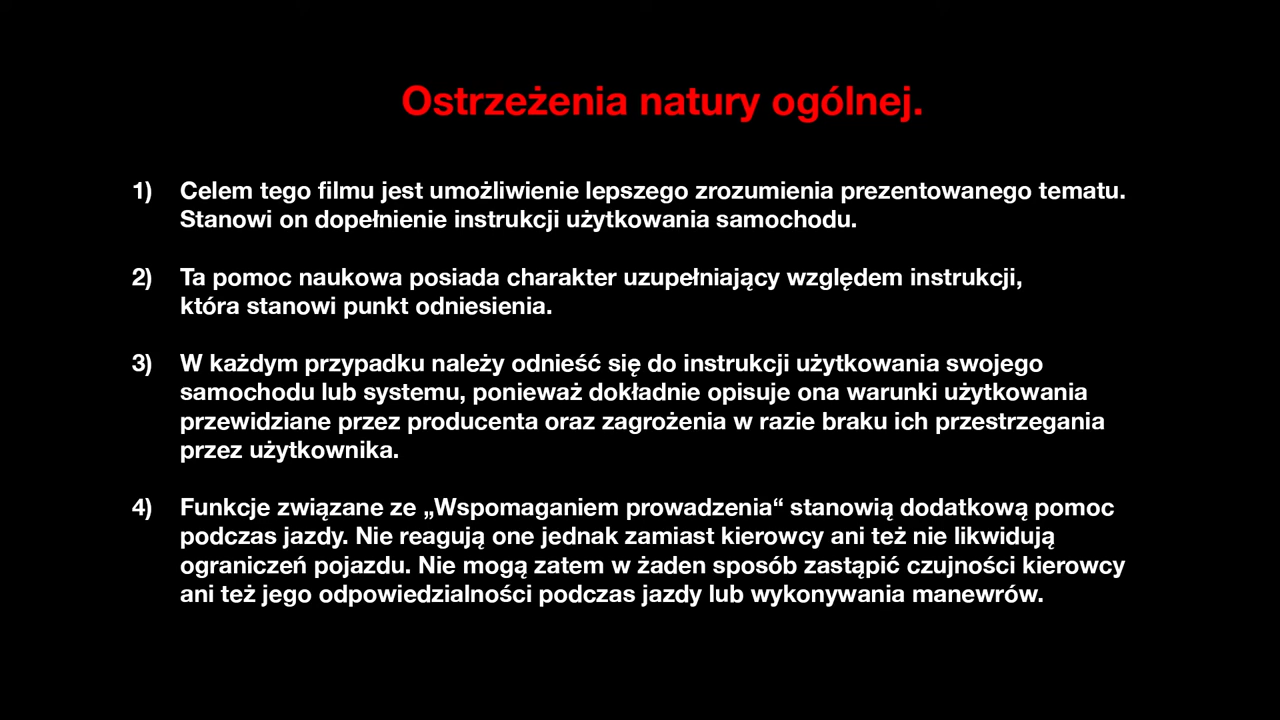 Ostrzeżenia natury ogólnej.
1) Celem tego filmu jest umożliwienie lepszego zrozumienia prezentowanego tematu.
Stanowi on dopełnienie instrukcji użytkowania samochodu.
2) Ta pomoc naukowa posiada charakter uzupełniający względem instrukcji,
która stanowi punkt odniesienia.
3) W każdym przypadku należy odnieść się do instrukcji użytkowania swojego
samochodu lub systemu, ponieważ dokładnie opisuje ona warunki użytkowania
przewidziane przez producenta oraz zagrożenia w razie braku ich przestrzegania
przez użytkownika.
4) Funkcje związane ze „Wspomaganiem prowadzenia“ stanowią dodatkową pomoc
podczas jazdy. Nie reagują one jednak zamiast kierowcy ani też nie likwidują
ograniczeń pojazdu. Nie mogą zatem w żaden sposób zastąpić czujności kierowcy
ani też jego odpowiedzialności podczas jazdy lub wykonywania manewrów.